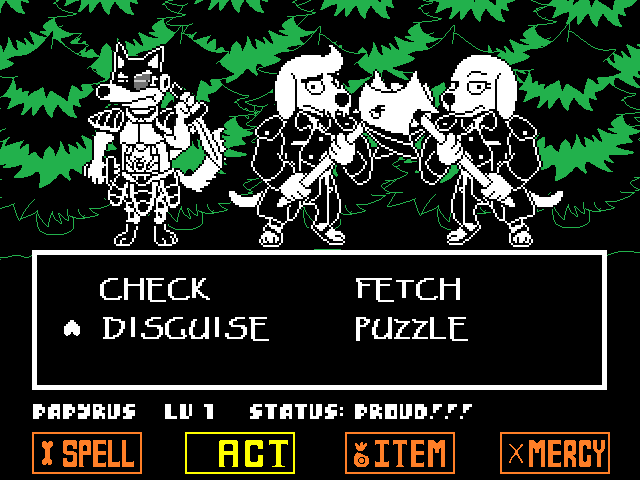 CHECK FETCH
DISGUISE PUZZLE
PAPYRUS LV 1 STATUS: PROUD!!!
SPELL ACT ITEM MERCY